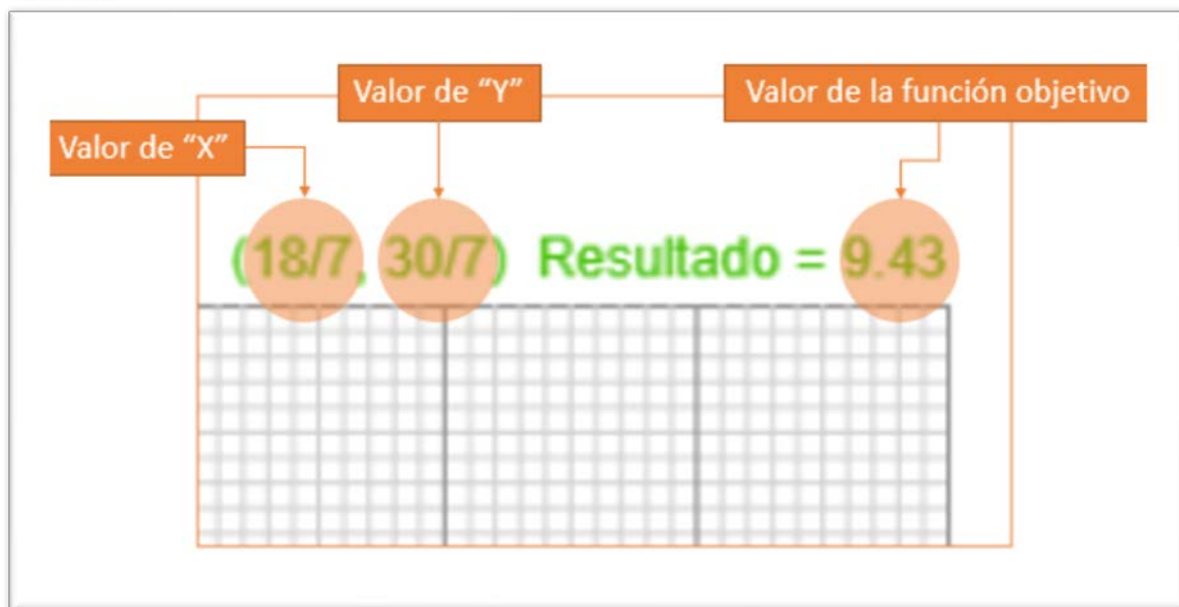 Valor de "Y"
Valor de la función objetivo
Valor de "X"
(18/7, 30/7) Resultado = 9.43